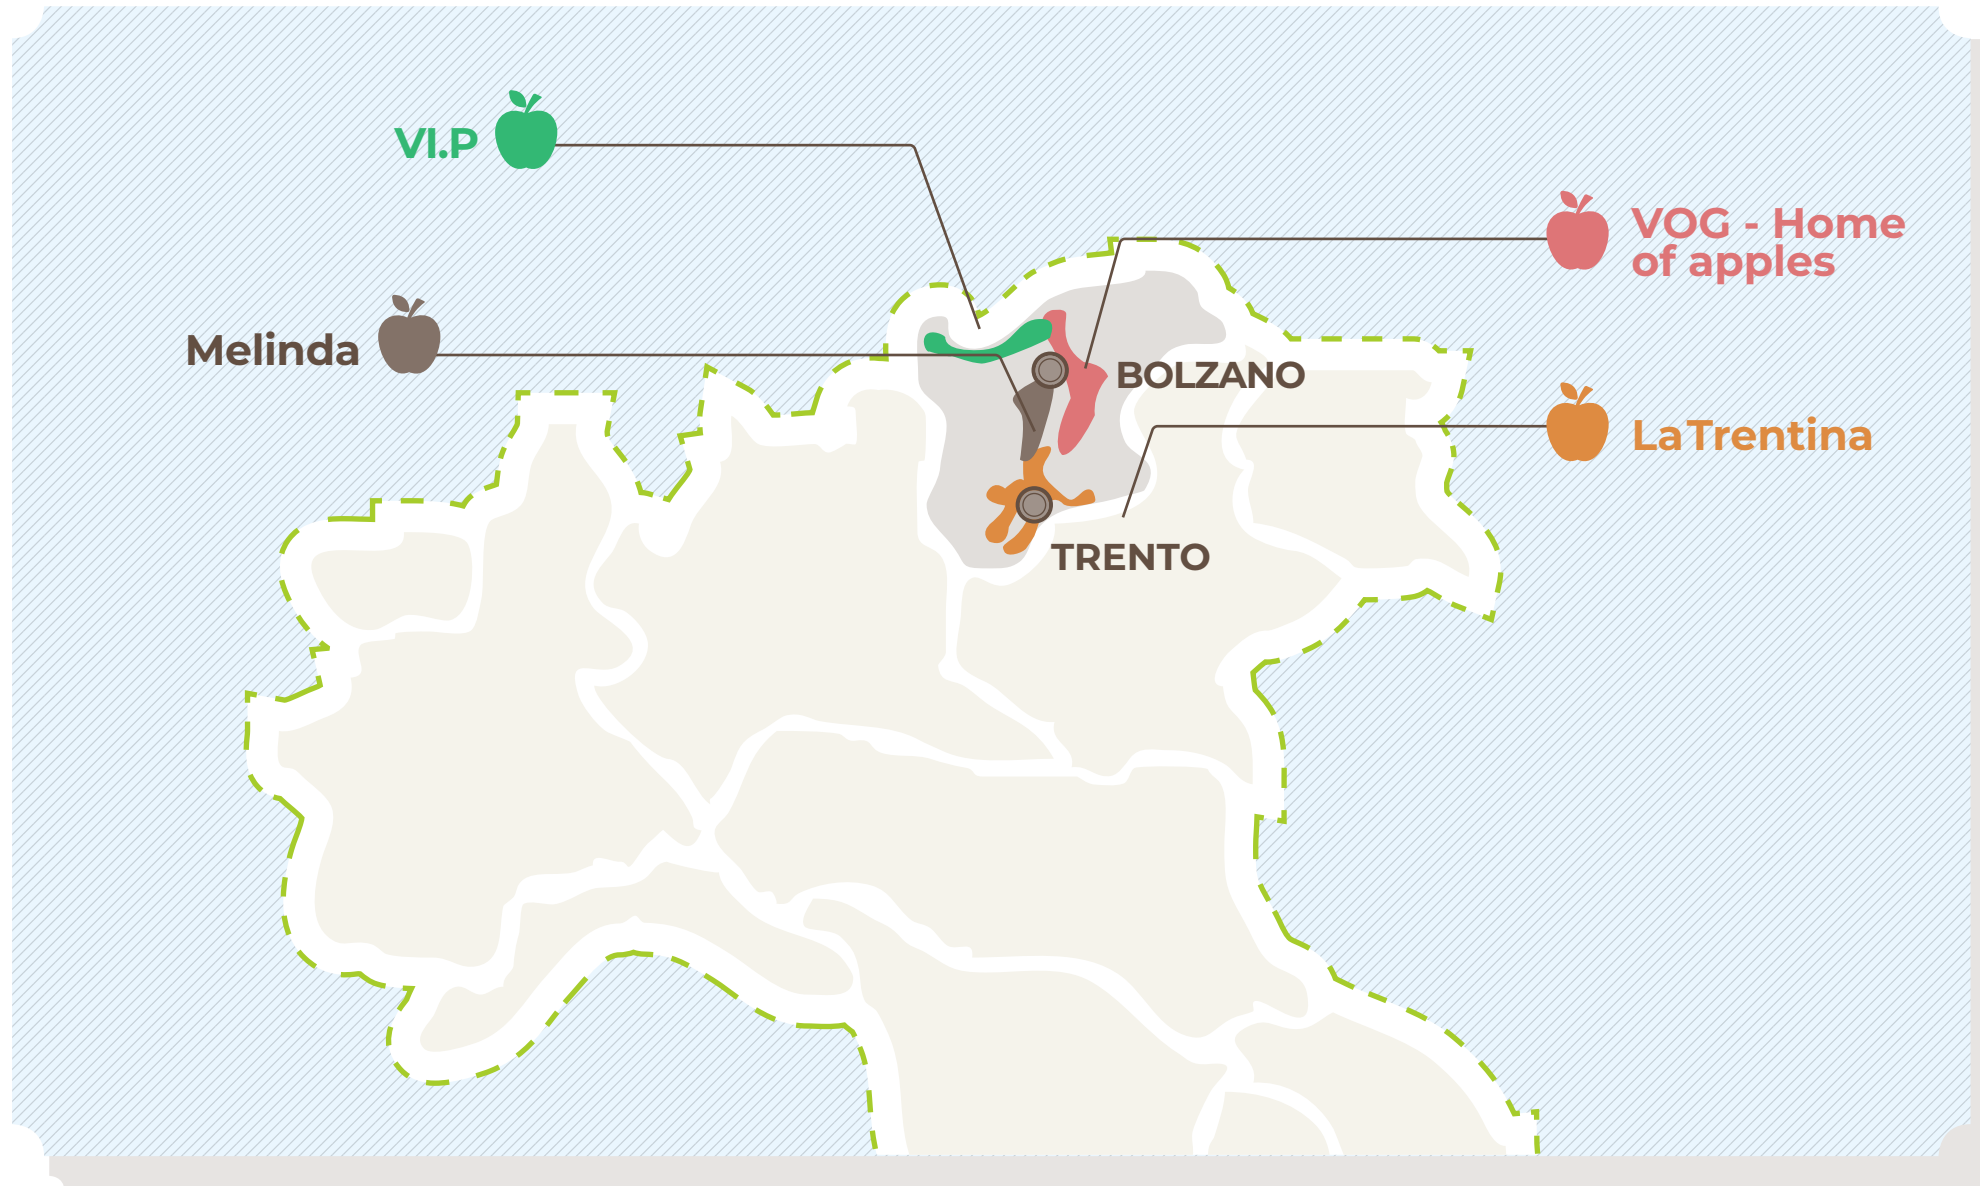 VI.P
VOG - Home
of apples
Melinda
BOLZANO
LaTrentina
TRENTO